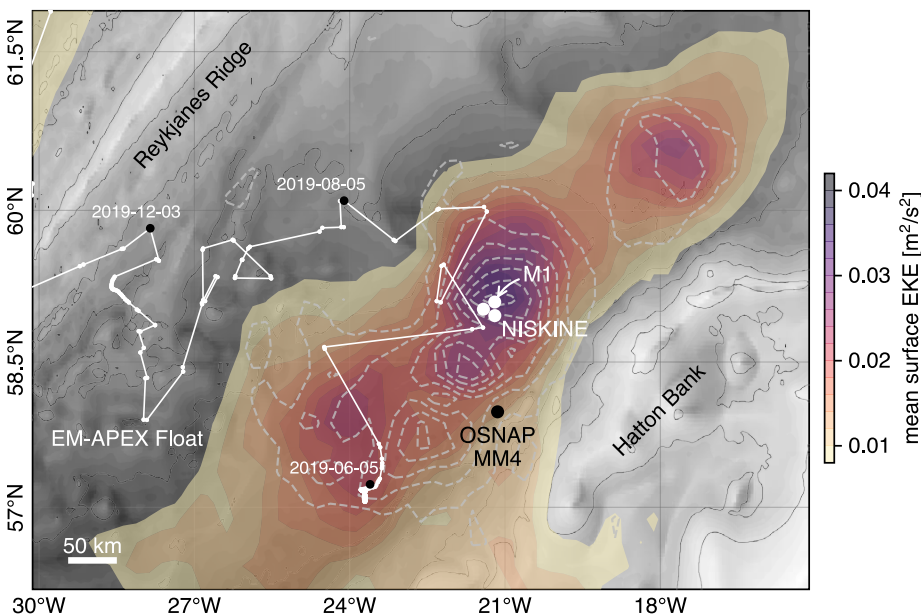 61.5°N
60°N
58.5°N
57°N
30°W
27°W
24°W
21°W
18°W
Reykjanes Ridge
2019-12-03
2019-08-05
M1
NISKINE
EM-APEX Float
OSNAP
MM4
Hatton Bank
2019-06-05
50 km
0.04
0.03
0.02
0.01
mean surface EKE [m²/s²]